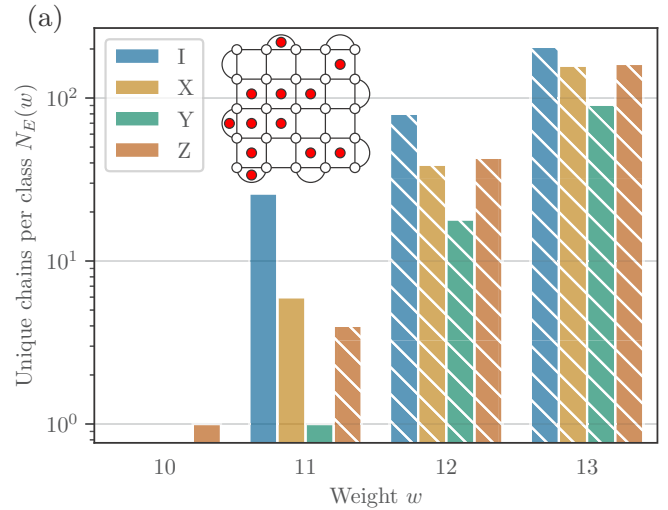 (a)
I
X
Y
Z
Unique chains per class N_E(w)
10^2
10^1
10^0
10 11 12 13
Weight w